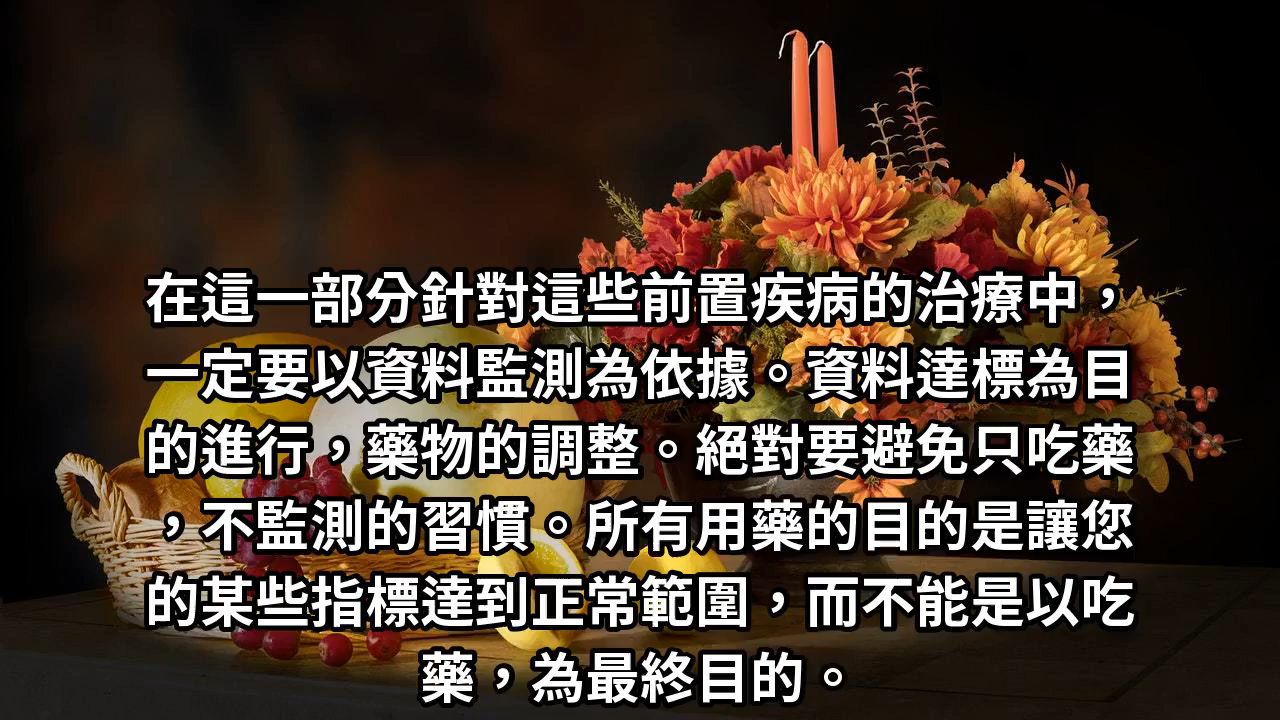 在這一部分針對這些前置疾病的治療中，
一定要以資料監測為依據。資料達標為目
的進行，藥物的調整。絕對要避免只吃藥
，不監測的習慣。所有用藥的目的是讓您
的某些指標達到正常範圍，而不能是以吃
藥，為最終目的。